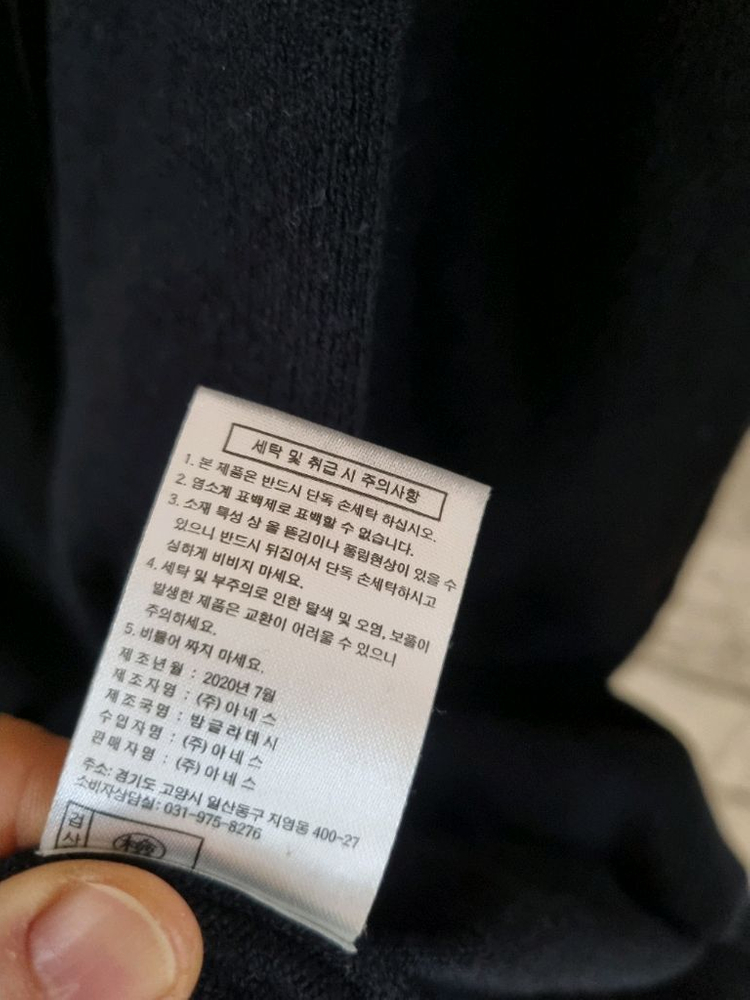 세탁 및 취급 시 주의사항
1. 본 제품은 반드시 단독 손세탁 하십시오.
2. 염소계 표백제로 표백할 수 없습니다.
3. 소재 특성 상 올 뜯김이나 풀림현상이 있을 수
있으니 반드시 뒤집어서 단독 손세탁하시고
심하게 비비지 마세요.
4. 세탁 및 부주의로 인한 탈색 및 오염, 보풀이
발생한 제품은 교환이 어려울 수 있으니
주의하세요.
5. 비틀어 짜지 마세요.
제조년월 : 2020년 7월
제조자명 : (주)아네스
제조국명 : 방글라데시
수입자명 : (주)아네스
판매자명 : (주)아네스
주소: 경기도 고양시 일산동구 지영동 400-27
소비자상담실: 031-975-8276
검사